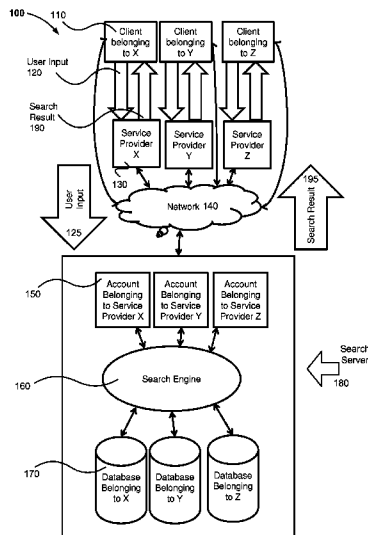 100
110
Client
belonging
to X
Client
belonging
to Y
Client
belonging
to Z
User Input
120
Search
Result
190
Service
Provider
X
Service
Provider
Y
Service
Provider
Z
130
Network 140
User
Input
125
195
Search Result
150
Account
Belonging
to Service
Provider X
Account
Belonging
to Service
Provider Y
Account
Belonging
to Service
Provider Z
160
Search Engine
Search
Server
180
170
Database
Belonging
to X
Database
Belonging
to Y
Database
Belonging
to Z